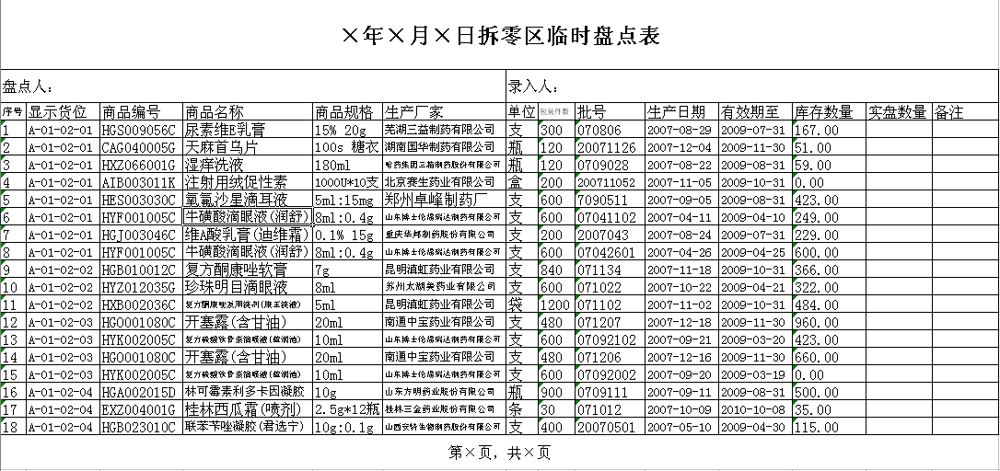 ×年×月×日拆零区临时盘点表
盘点人: 录入人:
序号 显示货位 商品编号 商品名称 商品规格 生产厂家 单位 包装件数 批号 生产日期 有效期至 库存数量 实盘数量 备注
1 A-01-02-01 HGS009056C 尿素维E乳膏 15% 20g 芜湖三益制药有限公司 支 300 070806 2007-08-29 2009-07-31 167.00
2 A-01-02-01 CAG040005G 天麻首乌片 100s 糖衣 湖南国华制药有限公司 瓶 120 20071126 2007-12-04 2009-11-30 51.00
3 A-01-02-01 HXZ066001G 湿痒洗液 180ml 哈药集团三精制药股份有限公司 瓶 120 0709028 2007-08-22 2009-08-31 59.00
4 A-01-02-01 AIB003011K 注射用绒促性素 1000U*10支 北京赛生药业有限公司 盒 200 200711052 2007-11-05 2009-10-31 0.00
5 A-01-02-01 HES003030C 氧氟沙星滴耳液 5ml:15mg 郑州卓峰制药厂 支 600 7090511 2007-09-05 2009-08-31 423.00
6 A-01-02-01 HYF001005C 牛磺酸滴眼液(润舒) 8ml:0.4g 山东博士伦福瑞达制药有限公司 支 600 07041102 2007-04-11 2009-04-10 249.00
7 A-01-02-01 HGJ003046C 维A酸乳膏(迪维霜) 0.1% 15g 重庆华邦制药股份有限公司 支 200 2007043 2007-08-24 2009-07-31 229.00
8 A-01-02-01 HYF001005C 牛磺酸滴眼液(润舒) 8ml:0.4g 山东博士伦福瑞达制药有限公司 支 600 07042601 2007-04-26 2009-04-25 600.00
9 A-01-02-02 HGB010012C 复方酮康唑软膏 7g 昆明滇虹药业有限公司 支 840 071134 2007-11-18 2009-10-31 366.00
10 A-01-02-02 HYZ012035G 珍珠明目滴眼液 8ml 苏州太湖美药业有限公司 支 600 071022 2007-10-22 2009-04-21 322.00
11 A-01-02-02 HXB002036C 复方酮康唑发用洗剂(康王洗液) 5ml 昆明滇虹药业有限公司 袋 1200 071102 2007-11-02 2009-10-31 484.00
12 A-01-02-03 HGO001080C 开塞露(含甘油) 20ml 南通中宝药业有限公司 支 480 071207 2007-12-18 2009-11-30 960.00
13 A-01-02-03 HYK002005C 复方硫酸软骨素滴眼液(润洁) 10ml 山东博士伦福瑞达制药有限公司 支 600 07092102 2007-09-21 2009-03-20 423.00
14 A-01-02-03 HGO001080C 开塞露(含甘油) 20ml 南通中宝药业有限公司 支 480 071206 2007-12-16 2009-11-30 660.00
15 A-01-02-03 HYK002005C 复方硫酸软骨素滴眼液 10ml 山东博士伦福瑞达制药有限公司 支 600 07092002 2007-09-20 2009-03-19 0.00
16 A-01-02-04 HGA002015D 林可霉素利多卡因凝胶 10g 山东方明药业股份有限公司 瓶 900 0709111 2007-09-11 2009-08-31 500.00
17 A-01-02-04 EXZ004001G 桂林西瓜霜(喷剂) 2.5g*12瓶 桂林三金药业股份有限公司 条 30 071012 2007-10-09 2010-10-08 35.00
18 A-01-02-04 HGB023010C 联苯苄唑凝胶(君选宁) 10g:0.1g 山西安特生物制药股份有限公司 支 400 20070501 2007-05-10 2009-04-30 115.00
第×页, 共×页